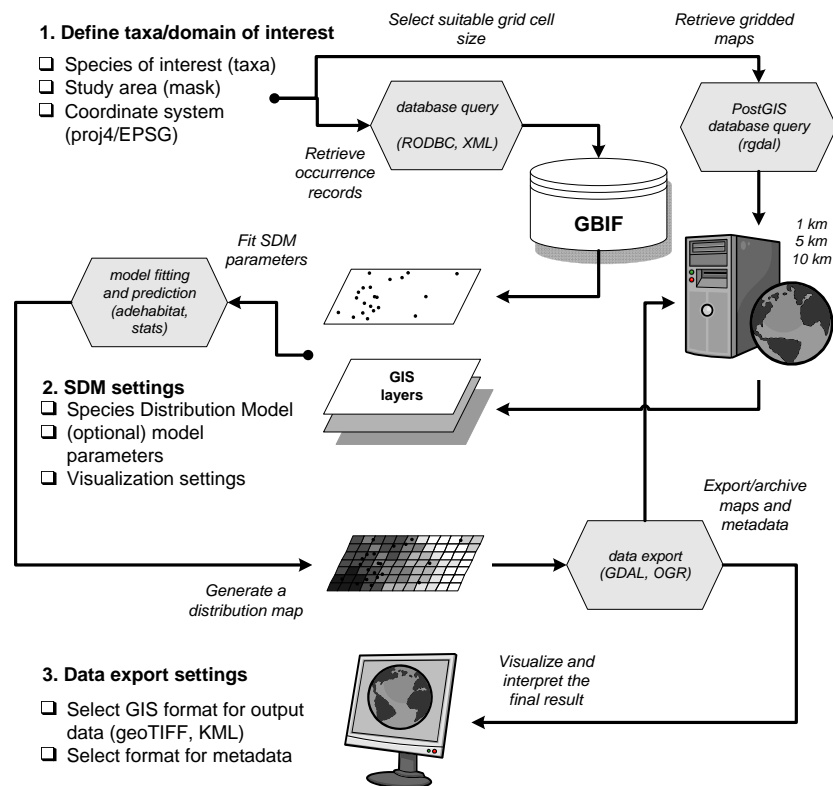 1. Define taxa/domain of interest
Species of interest (taxa)
Study area (mask)
Coordinate system
(proj4/EPSG)
Select suitable grid cell
size
Retrieve gridded
maps
database query
(RODBC, XML)
PostGIS
database query
(rgdal)
Retrieve
occurrence
records
GBIF
1 km
5 km
10 km
Fit SDM
parameters
model fitting
and prediction
(adehabitat,
stats)
GIS
layers
2. SDM settings
Species Distribution Model
(optional) model
parameters
Visualization settings
Export/archive
maps and
metadata
data export
(GDAL, OGR)
Generate a
distribution map
3. Data export settings
Select GIS format for output
data (geoTIFF, KML)
Select format for metadata
Visualize and
interpret the
final result